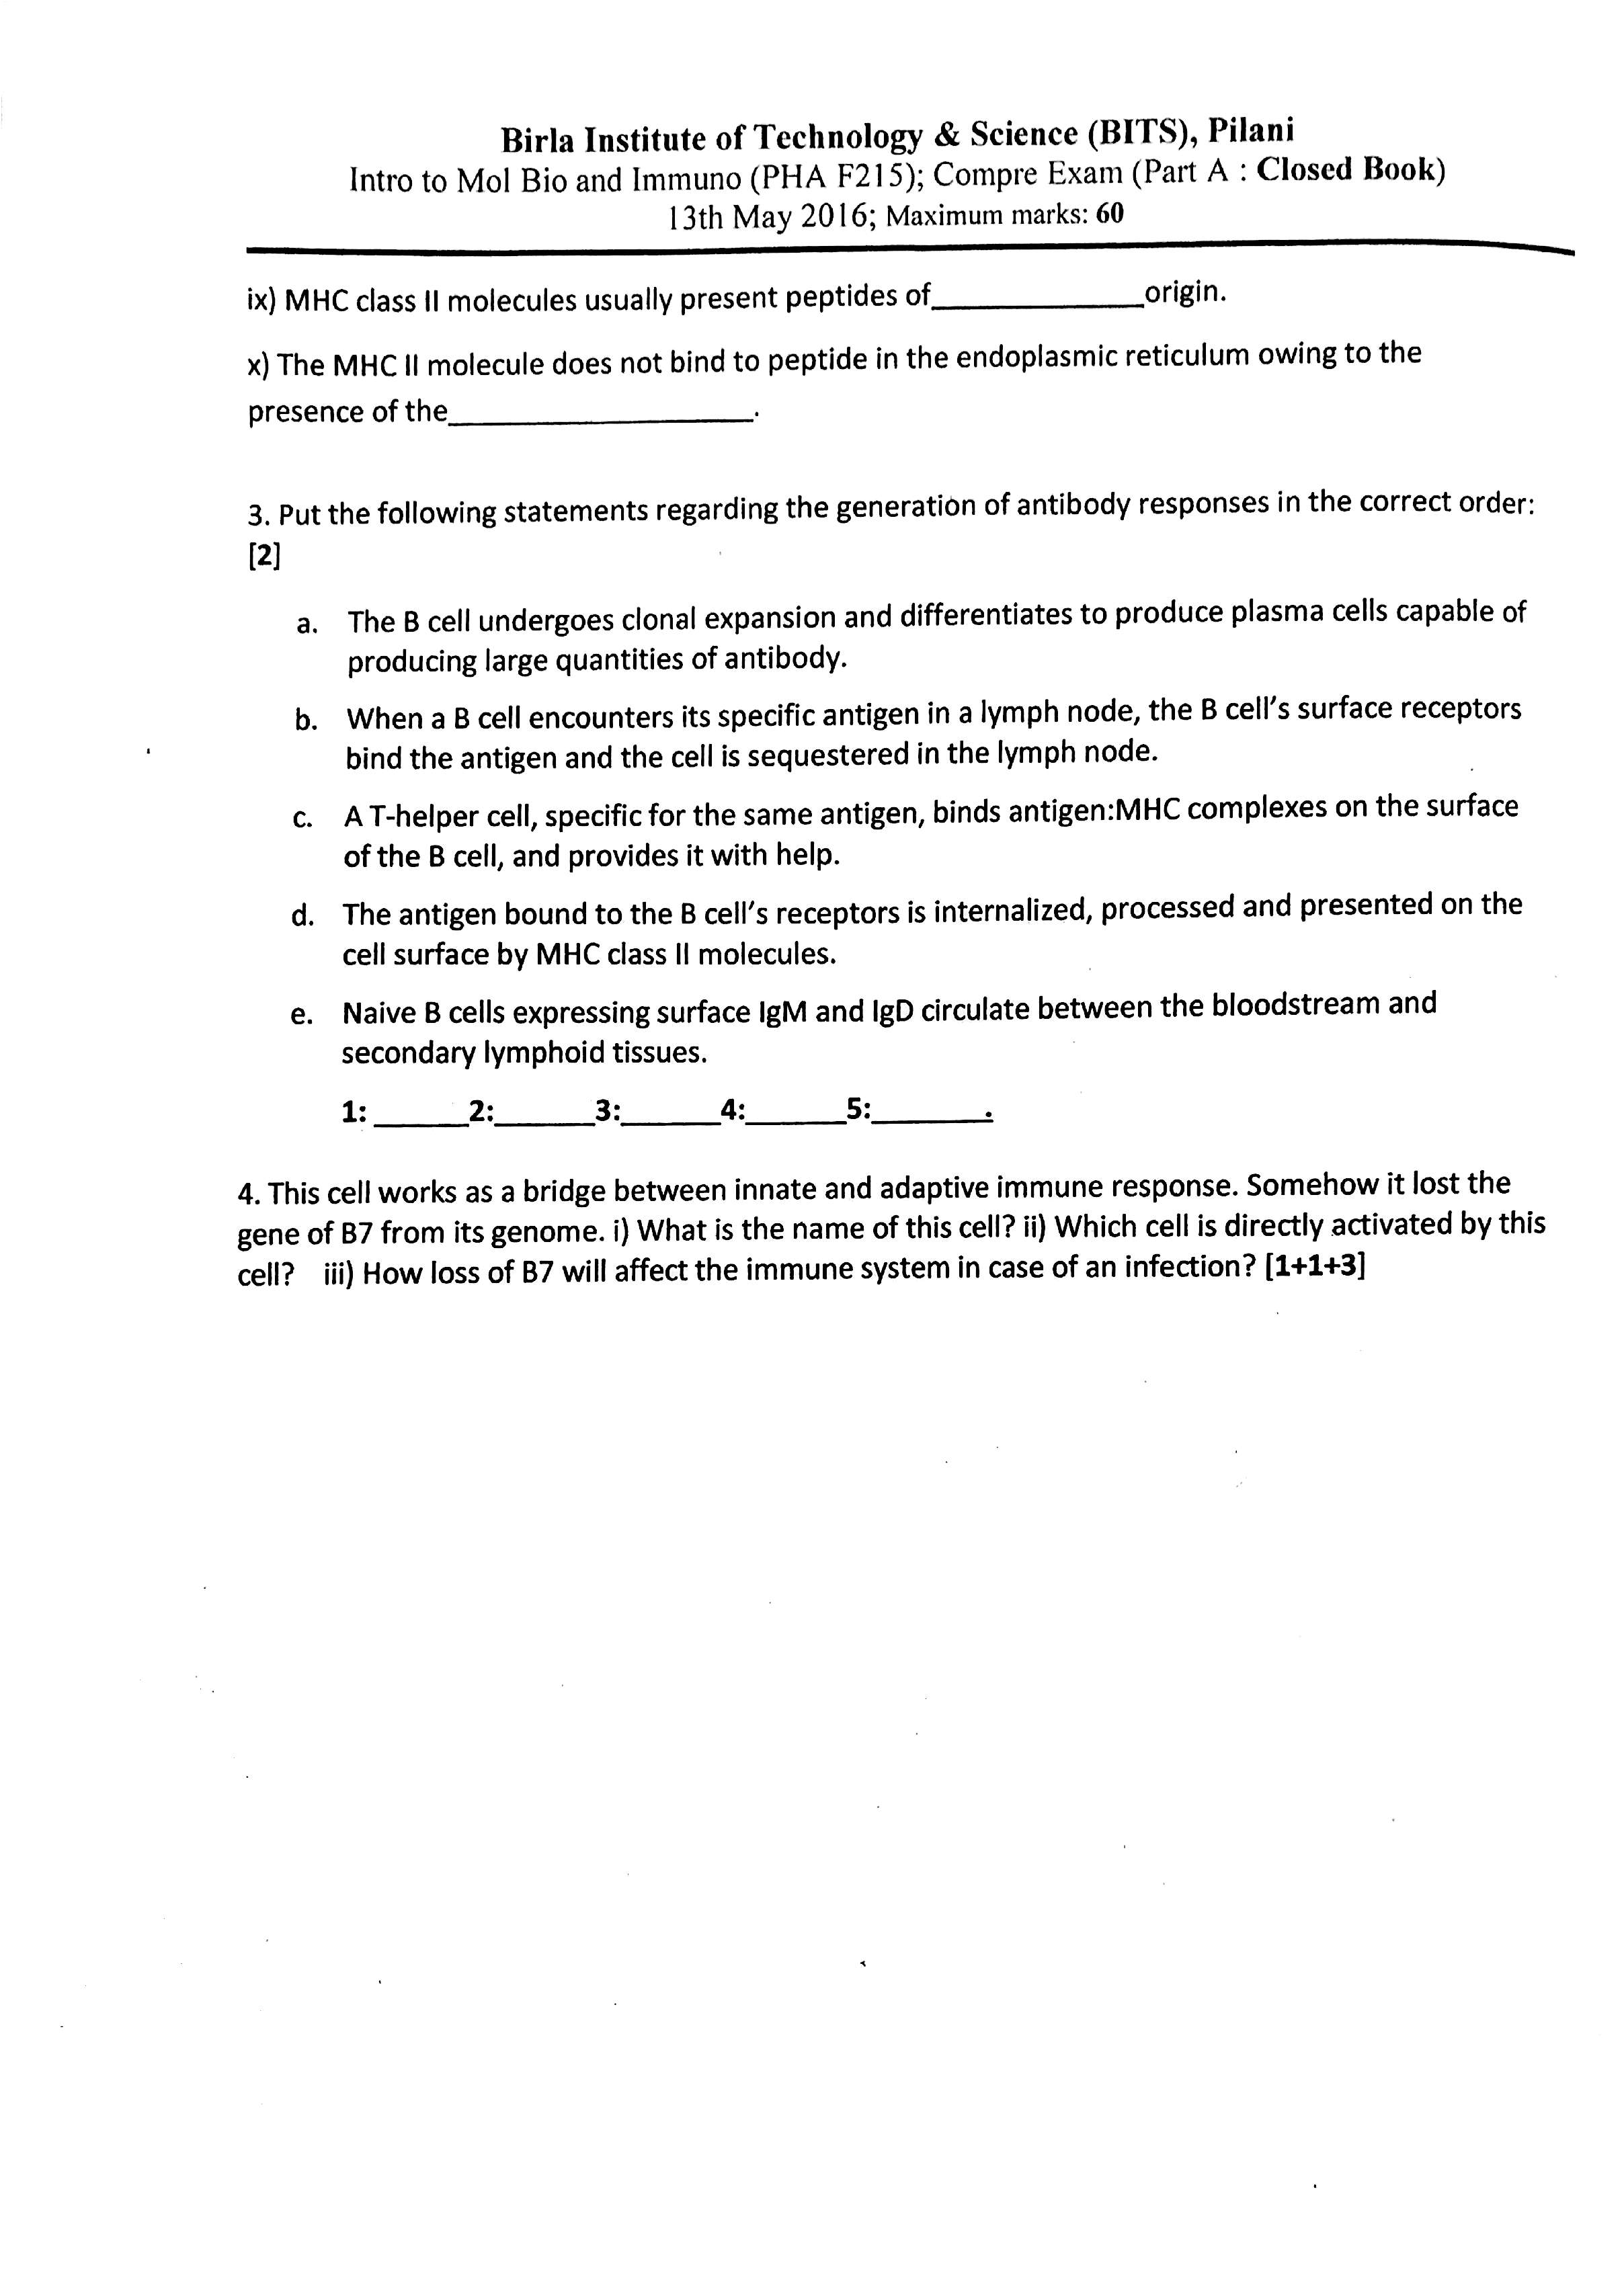 Birla Institute of Technology & Science (BITS), Pilani
Intro to Mol Bio and Immuno (PHA F215); Compre Exam (Part A : Closed Book)
13th May 2016; Maximum marks: 60
ix) MHC class II molecules usually present peptides of_______________origin.
x) The MHC II molecule does not bind to peptide in the endoplasmic reticulum owing to the
presence of the______________________.
3. Put the following statements regarding the generation of antibody responses in the correct order:
[2]
a. The B cell undergoes clonal expansion and differentiates to produce plasma cells capable of
producing large quantities of antibody.
b. When a B cell encounters its specific antigen in a lymph node, the B cell's surface receptors
bind the antigen and the cell is sequestered in the lymph node.
c. A T-helper cell, specific for the same antigen, binds antigen:MHC complexes on the surface
of the B cell, and provides it with help.
d. The antigen bound to the B cell's receptors is internalized, processed and presented on the
cell surface by MHC class II molecules.
e. Naive B cells expressing surface IgM and IgD circulate between the bloodstream and
secondary lymphoid tissues.
1: ______2:______3:______4:______5:_______.
4. This cell works as a bridge between innate and adaptive immune response. Somehow it lost the
gene of B7 from its genome. i) What is the name of this cell? ii) Which cell is directly activated by this
cell? iii) How loss of B7 will affect the immune system in case of an infection? [1+1+3]